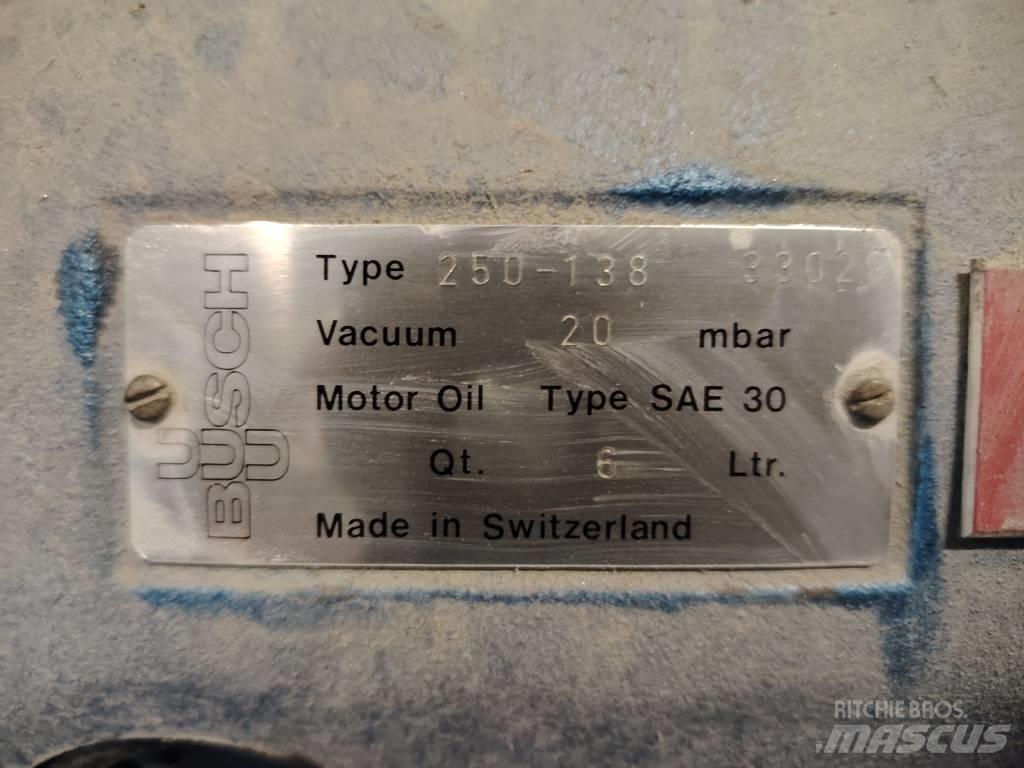 BUSCH
Type 250-138 33029
Vacuum 20 mbar
Motor Oil Type SAE 30
Qt. 6 Ltr.
Made in Switzerland
RITCHIE BROS.
MASCUS